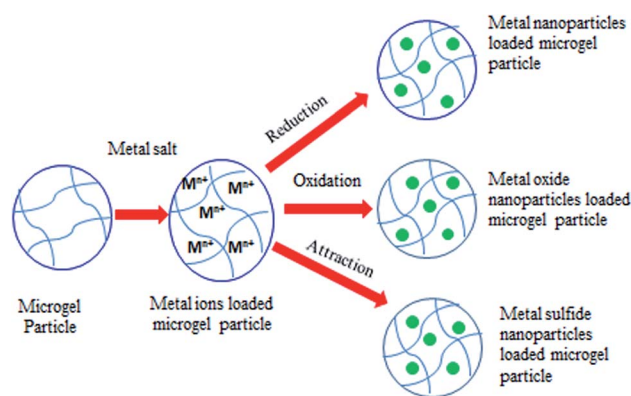 Metal nanoparticles
loaded microgel
particle
Reduction
Metal salt
Mⁿ⁺
Mⁿ⁺
Mⁿ⁺
Mⁿ⁺
Mⁿ⁺
Oxidation
Metal oxide
nanoparticles loaded
microgel particle
Attraction
Microgel
Particle
Metal ions loaded
microgel particle
Metal sulfide
nanoparticles
loaded microgel
particle